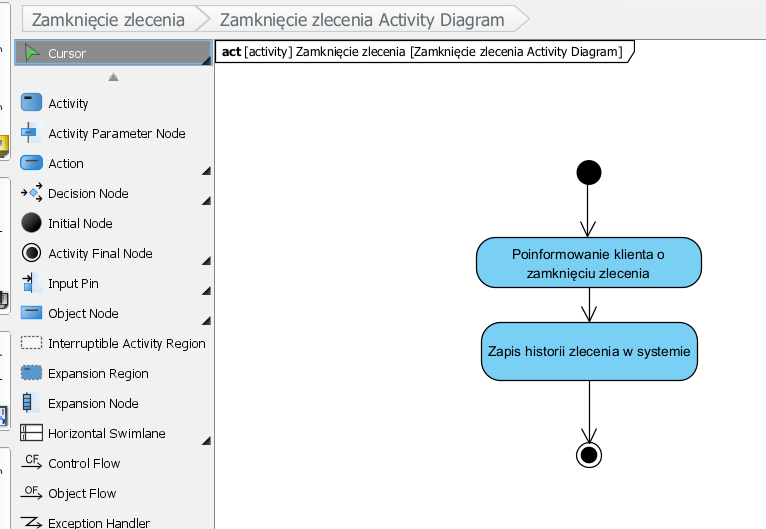 Zamknięcie zlecenia
Zamknięcie zlecenia Activity Diagram
Cursor
Activity
Activity Parameter Node
Action
Decision Node
Initial Node
Activity Final Node
Input Pin
Object Node
Interruptible Activity Region
Expansion Region
Expansion Node
Horizontal Swimlane
CF
Control Flow
OF
Object Flow
Exception Handler
act [activity] Zamknięcie zlecenia [Zamknięcie zlecenia Activity Diagram]
Poinformowanie klienta o
zamknięciu zlecenia
Zapis historii zlecenia w systemie